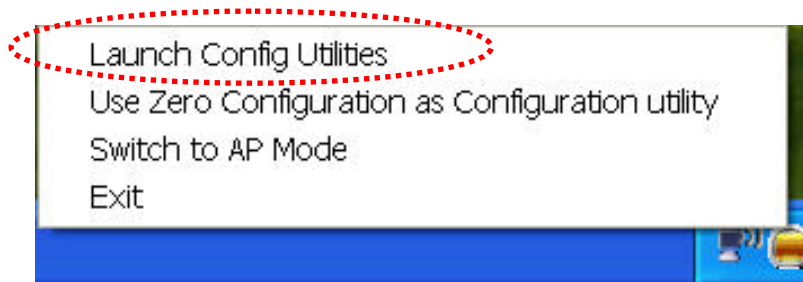 Launch Config Utilities
Use Zero Configuration as Configuration utility
Switch to AP Mode
Exit